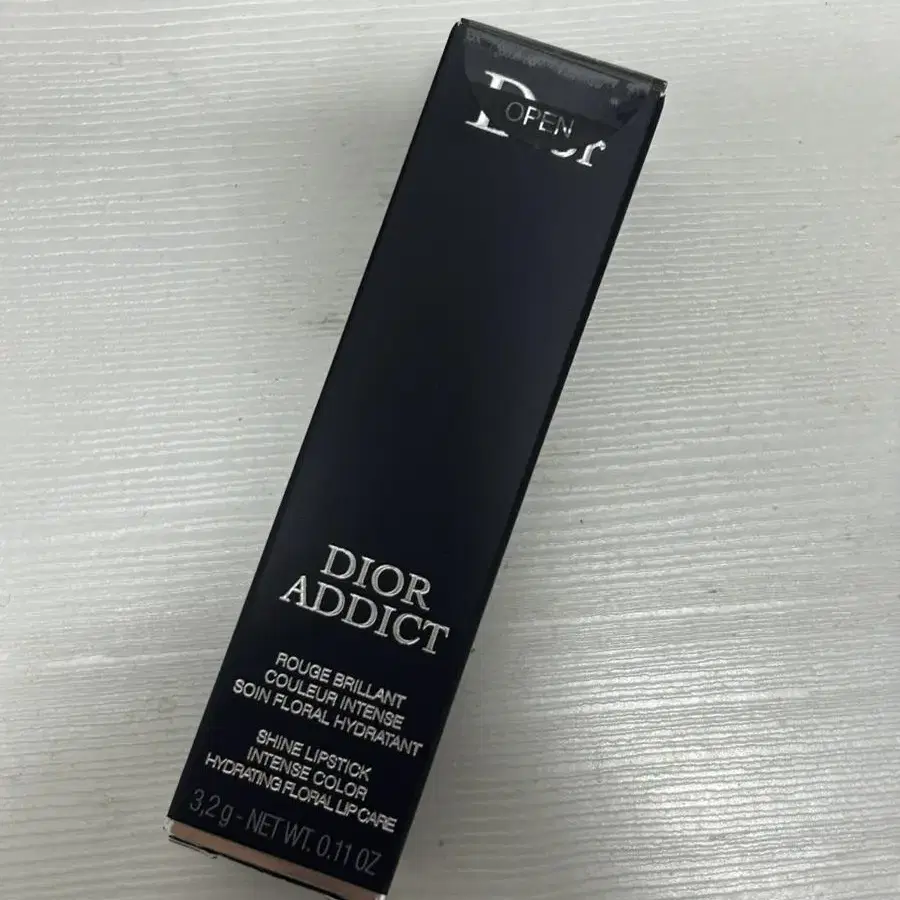 Dior
OPEN
DIOR
ADDICT
ROUGE BRILLANT
COULEUR INTENSE
SOIN FLORAL HYDRATANT
SHINE LIPSTICK
INTENSE COLOR
HYDRATING FLORAL LIP CARE
3,2 g - NET WT. 0.11 OZ